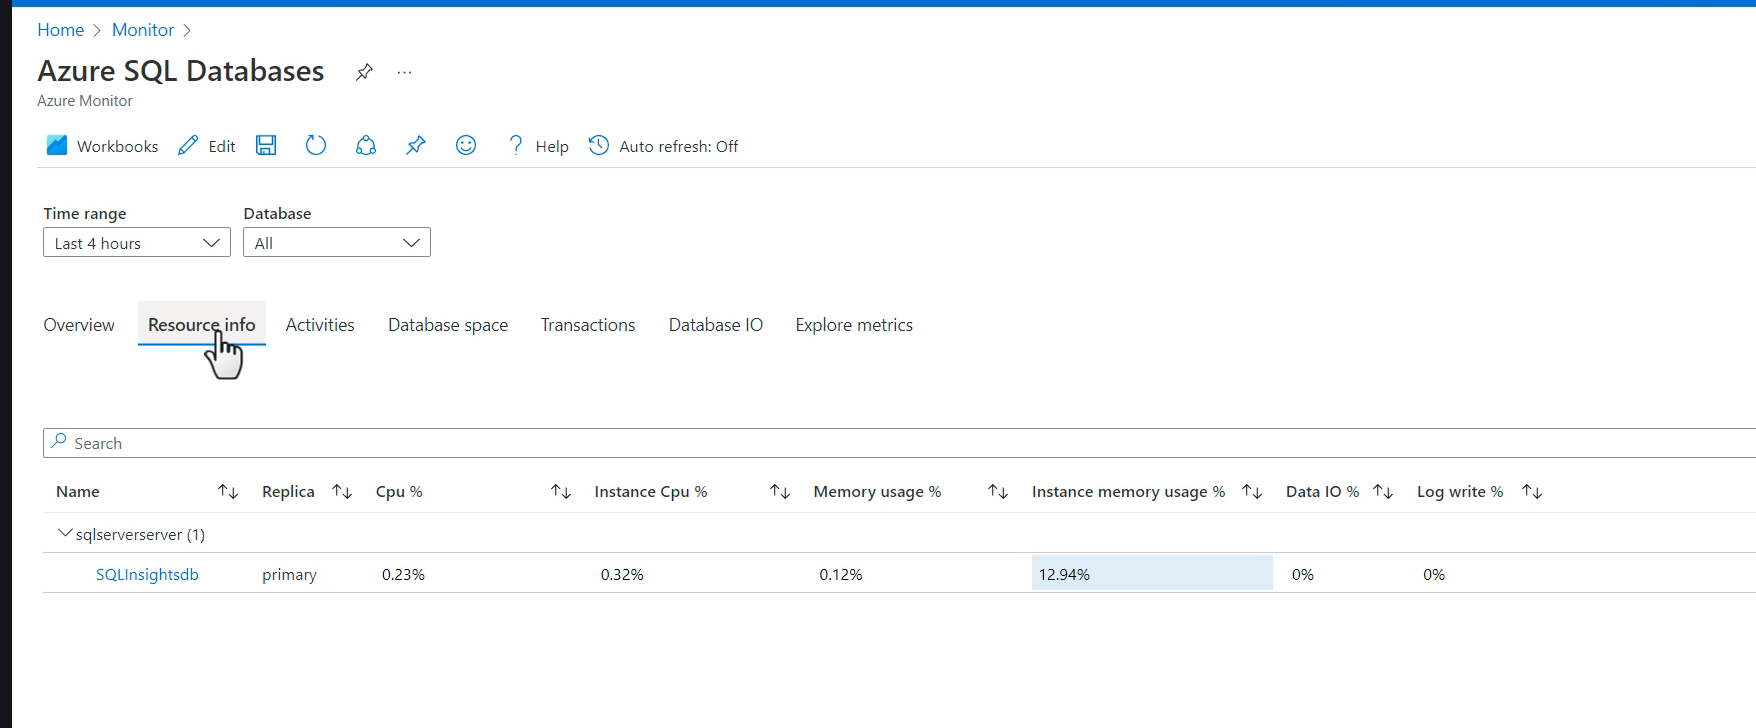 Home > Monitor >
Azure SQL Databases ...
Azure Monitor
Workbooks Edit ? Help Auto refresh: Off
Time range Database
Last 4 hours All
Overview Resource info Activities Database space Transactions Database IO Explore metrics
Search
Name Replica Cpu % Instance Cpu % Memory usage % Instance memory usage % Data IO % Log write %
sqlserverserver (1)
SQLInsightsdb primary 0.23% 0.32% 0.12% 12.94% 0% 0%